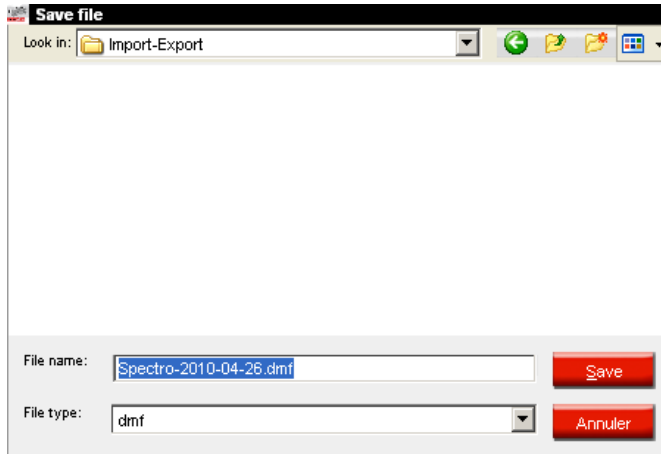 Save file
Look in: Import-Export
File name: Spectro-2010-04-26.dmf
Save
File type: dmf
Annuler